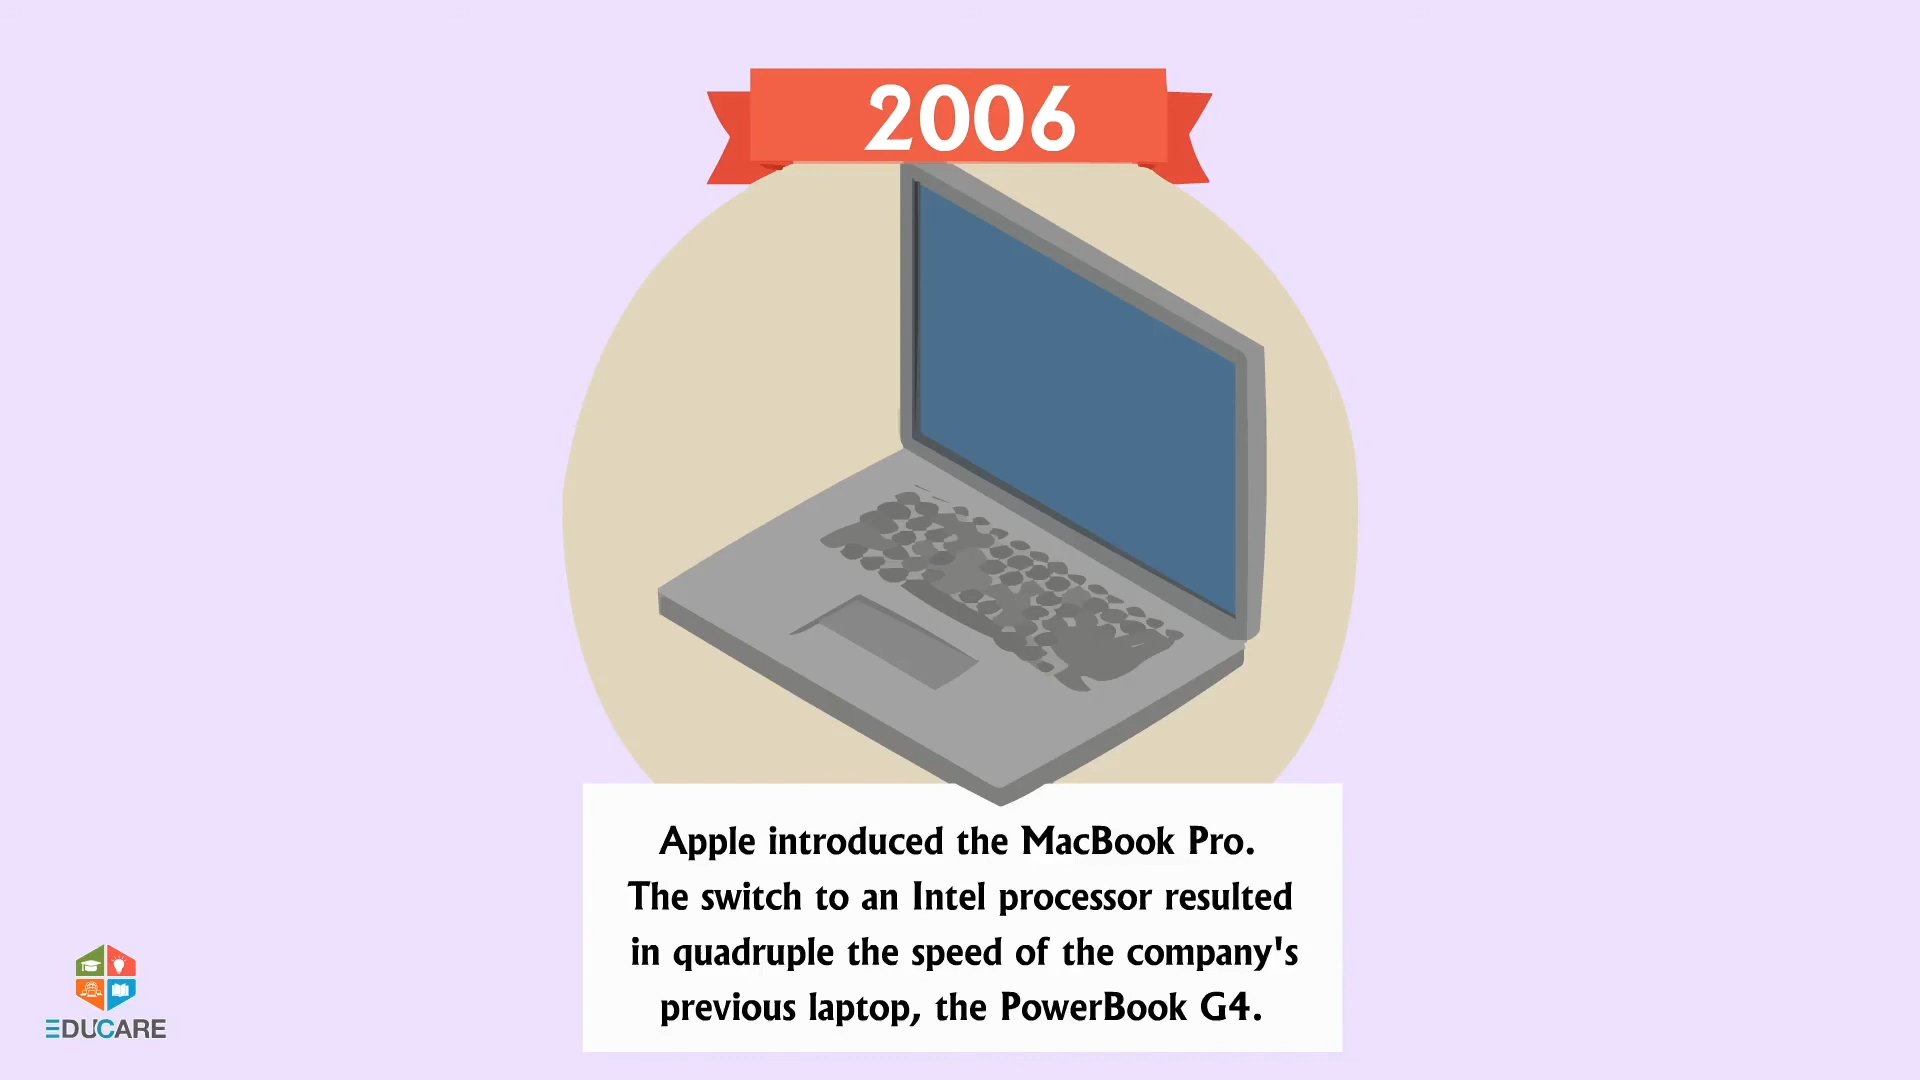 2006
Apple introduced the MacBook Pro.
The switch to an Intel processor resulted
in quadruple the speed of the company's
previous laptop, the PowerBook G4.
EDUCARE